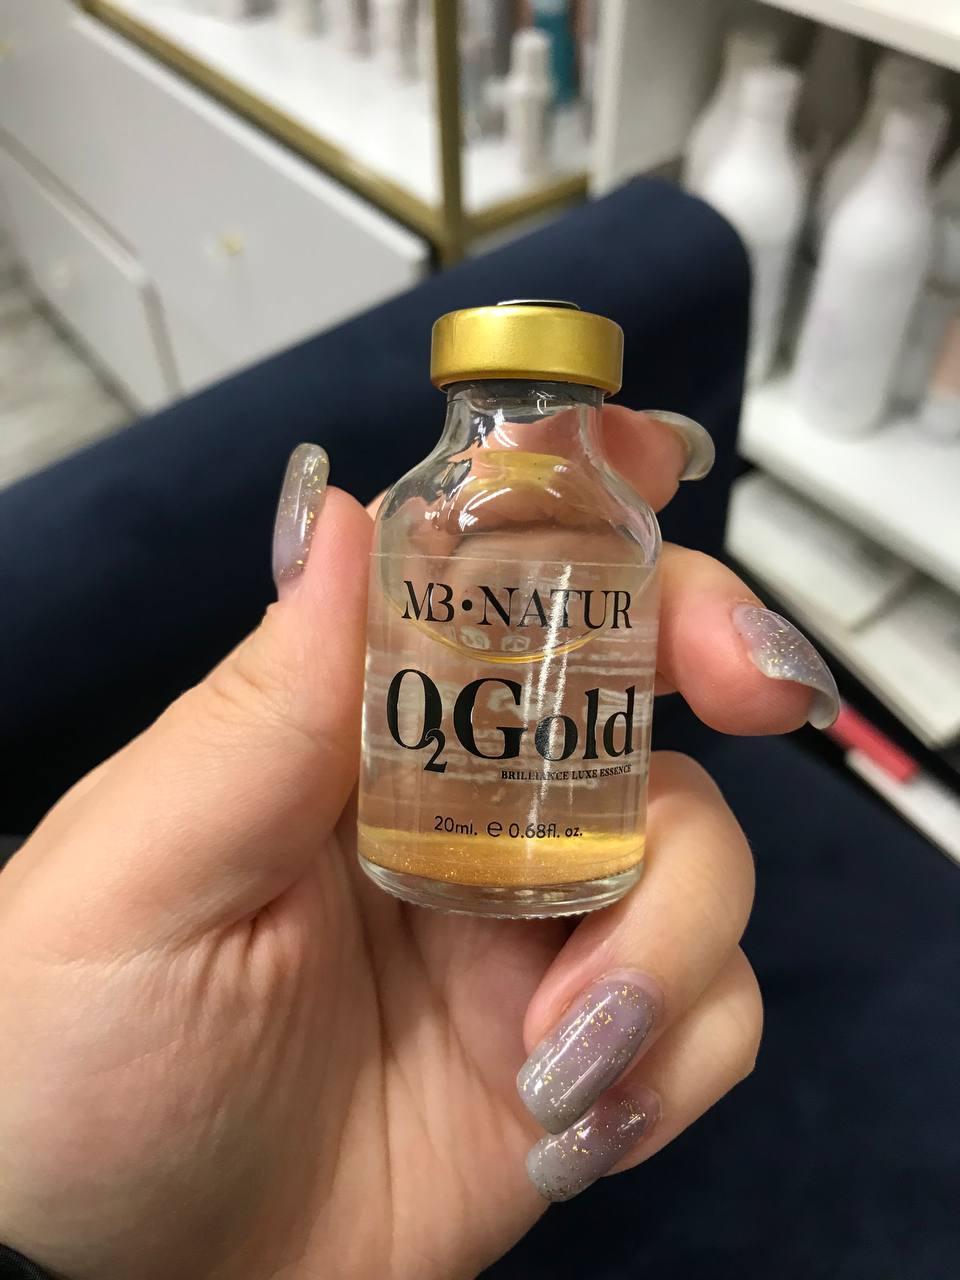 MB•NATUR
O2Gold
BRILLIANCE LUXE ESSENCE
20ml. ℮ 0.68fl. oz.